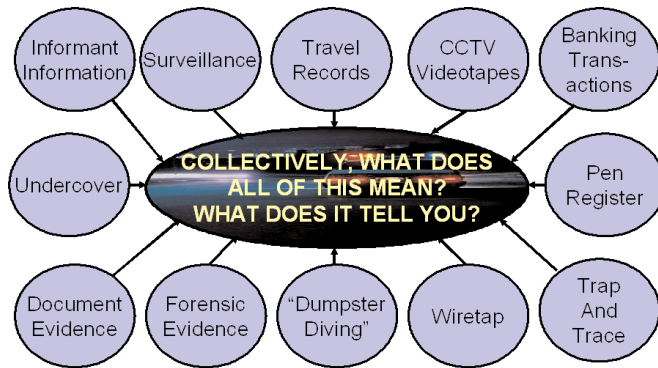 Informant
Information
Surveillance
Travel
Records
CCTV
Videotapes
Banking
Trans-
actions
Undercover
COLLECTIVELY, WHAT DOES
ALL OF THIS MEAN?
WHAT DOES IT TELL YOU?
Pen
Register
Document
Evidence
Forensic
Evidence
“Dumpster
Diving”
Wiretap
Trap
And
Trace